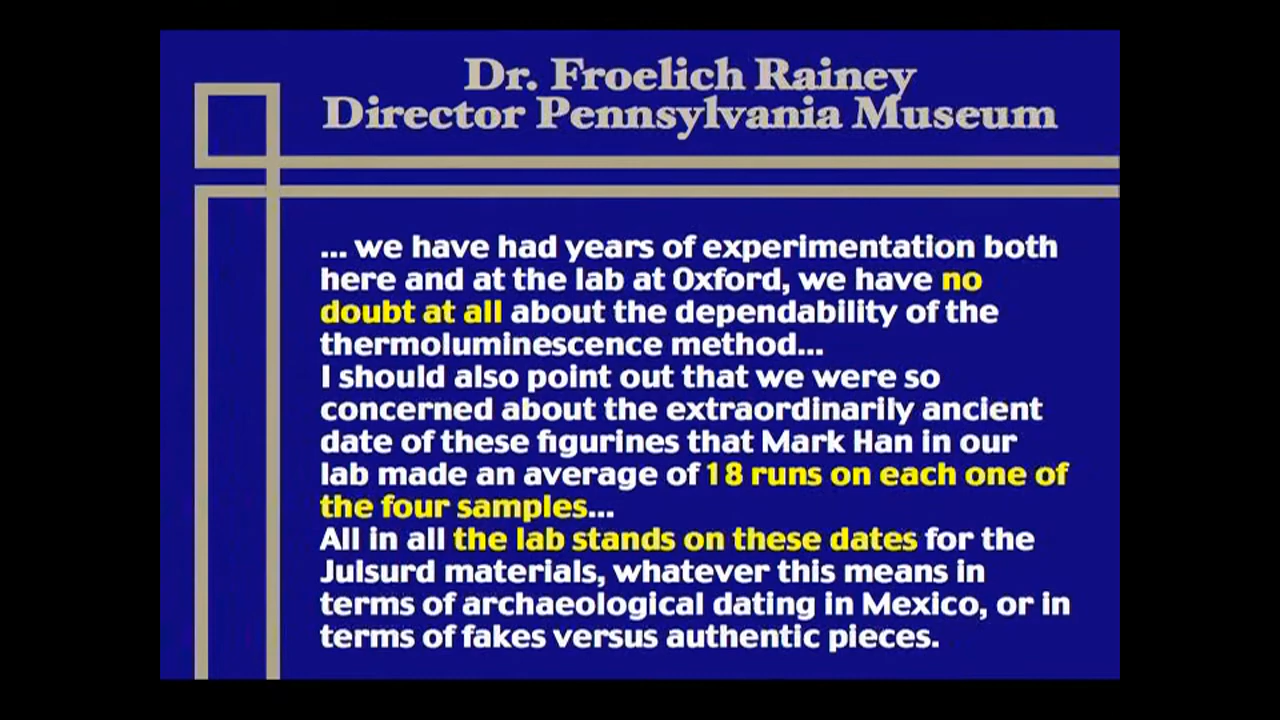 Dr. Froelich Rainey
Director Pennsylvania Museum
... we have had years of experimentation both
here and at the lab at Oxford, we have no
doubt at all about the dependability of the
thermoluminescence method...
I should also point out that we were so
concerned about the extraordinarily ancient
date of these figurines that Mark Han in our
lab made an average of 18 runs on each one of
the four samples...
All in all the lab stands on these dates for the
Julsurd materials, whatever this means in
terms of archaeological dating in Mexico, or in
terms of fakes versus authentic pieces.